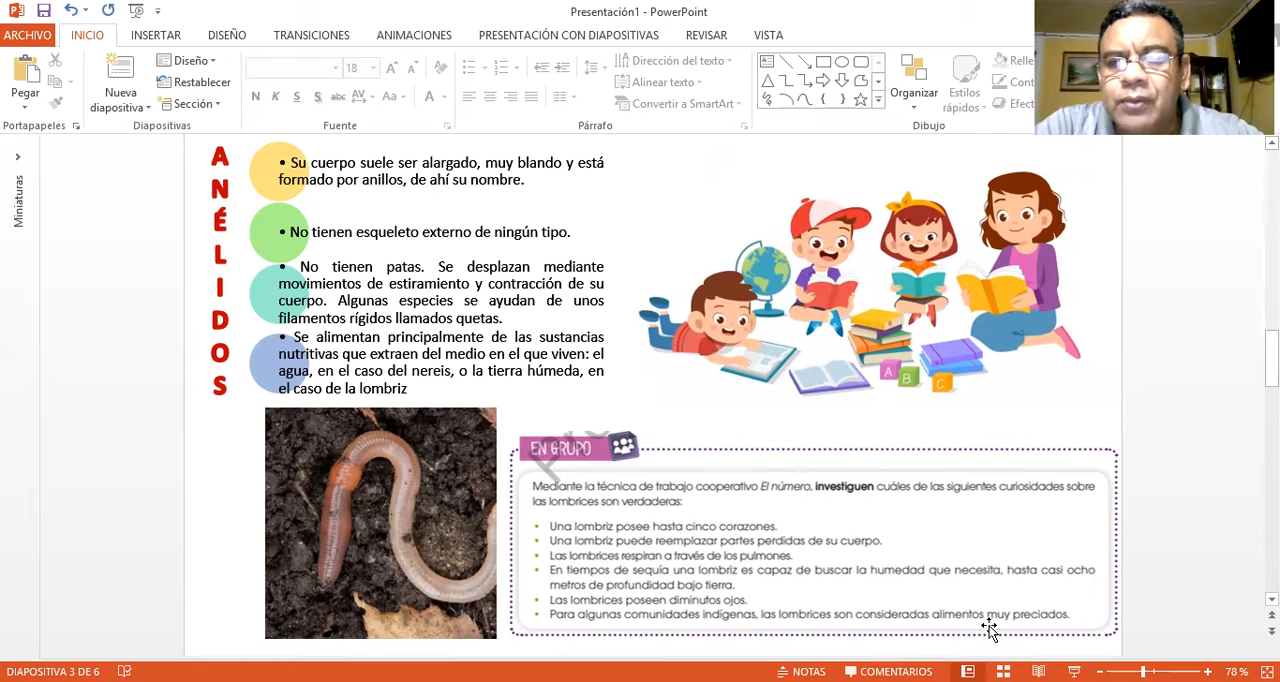 Presentación1 - PowerPoint
ARCHIVO INICIO INSERTAR DISEÑO TRANSICIONES ANIMACIONES PRESENTACIÓN CON DIAPOSITIVAS REVISAR VISTA
Pegar
Nueva diapositiva
Diseño
Restablecer
Sección
18
N K S S abc AV Aa A
Dirección del texto
Alinear texto
Convertir a SmartArt
Organizar
Estilos rápidos
Relle
Cont
Efect
Portapapeles Diapositivas Fuente Párrafo Dibujo
Miniaturas
A
N
É
L
I
D
O
S
• Su cuerpo suele ser alargado, muy blando y está
formado por anillos, de ahí su nombre.
• No tienen esqueleto externo de ningún tipo.
• No tienen patas. Se desplazan mediante
movimientos de estiramiento y contracción de su
cuerpo. Algunas especies se ayudan de unos
filamentos rígidos llamados quetas.
• Se alimentan principalmente de las sustancias
nutritivas que extraen del medio en el que viven: el
agua, en el caso del nereis, o la tierra húmeda, en
el caso de la lombriz
A B C
EN GRUPO
Mediante la técnica de trabajo cooperativo El número, investiguen cuáles de las siguientes curiosidades sobre
las lombrices son verdaderas:
• Una lombriz posee hasta cinco corazones.
• Una lombriz puede reemplazar partes perdidas de su cuerpo.
• Las lombrices respiran a través de los pulmones.
• En tiempos de sequía una lombriz es capaz de buscar la humedad que necesita, hasta casi ocho
metros de profundidad bajo tierra.
• Las lombrices poseen diminutos ojos.
• Para algunas comunidades indígenas, las lombrices son consideradas alimentos muy preciados.
DIAPOSITIVA 3 DE 6 NOTAS COMENTARIOS 78 %